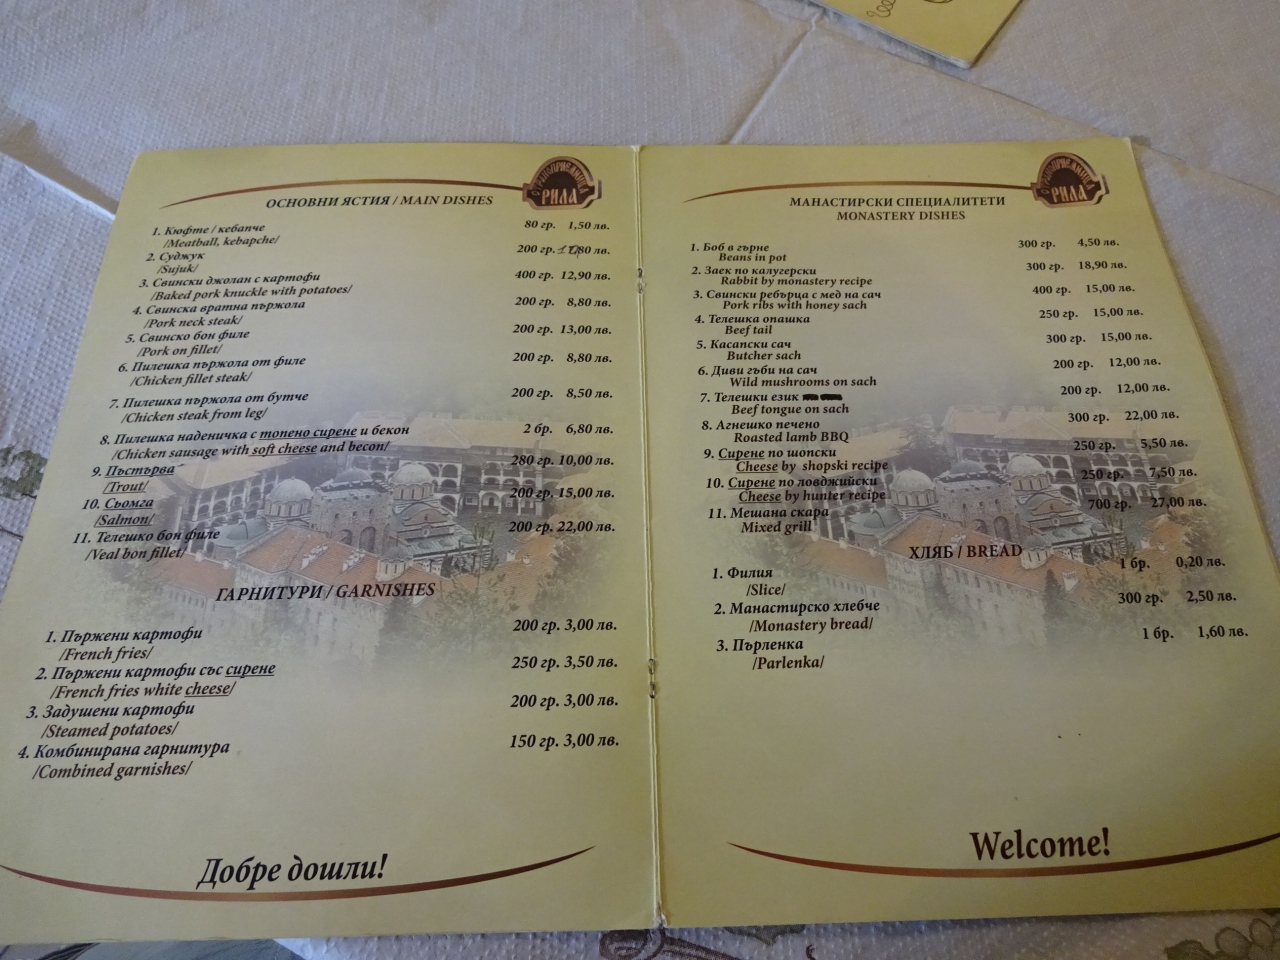 СТРАНОПРИЕМНИЦА
РИЛА
ОСНОВНИ ЯСТИЯ / MAIN DISHES
1. Кюфте / кебапче 80 гр. 1,50 лв.
/Meatball, kebapche/
2. Суджук 200 гр.
/Sujuk/
3. Свински джолан с картофи 400 гр. 12,90 лв.
/Baked pork knuckle with potatoes/
4. Свинска вратна пържола 200 гр. 8,80 лв.
/Pork neck steak/
5. Свинско бон филе 200 гр. 13,00 лв.
/Pork on fillet/
6. Пилешка пържола от филе 200 гр. 8,80 лв.
/Chicken fillet steak/
7. Пилешка пържола от бутче 200 гр. 8,50 лв.
/Chicken steak from leg/
8. Пилешка наденичка с топено сирене и бекон 2 бр. 6,80 лв.
/Chicken sausage with soft cheese and becon/
9. Пъстърва 280 гр. 10,00 лв.
/Trout/
10. Сьомга 200 гр. 15,00 лв.
/Salmon/
11. Телешко бон филе 200 гр. 22,00 лв.
/Veal bon fillet/
ГАРНИТУРИ / GARNISHES
1. Пържени картофи 200 гр. 3,00 лв.
/French fries/
2. Пържени картофи със сирене 250 гр. 3,50 лв.
/French fries white cheese/
3. Задушени картофи 200 гр. 3,00 лв.
/Steamed potatoes/
4. Комбинирана гарнитура 150 гр. 3,00 лв.
/Combined garnishes/
Добре дошли!
СТРАНОПРИЕМНИЦА
РИЛА
МАНАСТИРСКИ СПЕЦИАЛИТЕТИ
MONASTERY DISHES
1. Боб в гърне 300 гр. 4,50 лв.
Beans in pot
2. Заек по калугерски 300 гр. 18,90 лв.
Rabbit by monastery recipe
3. Свински ребърца с мед на сач 400 гр. 15,00 лв.
Pork ribs with honey sach
4. Телешка опашка 250 гр. 15,00 лв.
Beef tail
5. Касапски сач 300 гр. 15,00 лв.
Butcher sach
6. Диви гъби на сач 200 гр. 12,00 лв.
Wild mushrooms on sach
7. Телешки език 200 гр. 12,00 лв.
Beef tongue on sach
8. Агнешко печено 300 гр. 22,00 лв.
Roasted lamb BBQ
9. Сирене по шопски 250 гр. 5,50 лв.
Cheese by shopski recipe
10. Сирене по ловджийски 250 гр. 7,50 лв.
Cheese by hunter recipe
11. Мешана скара 700 гр. 27,00 лв.
Mixed grill
ХЛЯБ / BREAD
1. Филия 1 бр. 0,20 лв.
/Slice/
2. Манастирско хлебче 300 гр. 2,50 лв.
/Monastery bread/
3. Пърленка 1 бр. 1,60 лв.
/Parlenka/
Welcome!